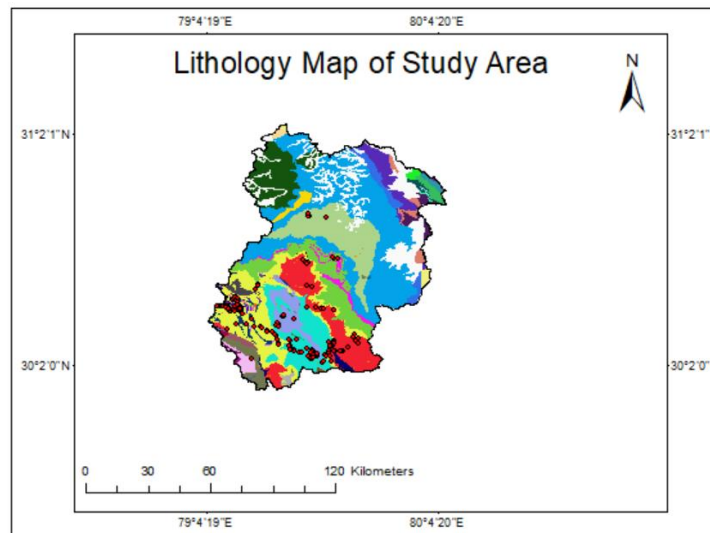 79°4'19"E 80°4'20"E
Lithology Map of Study Area
N
31°2'1"N 31°2'1"N
30°2'0"N 30°2'0"N
0 30 60 120 Kilometers
79°4'19"E 80°4'20"E